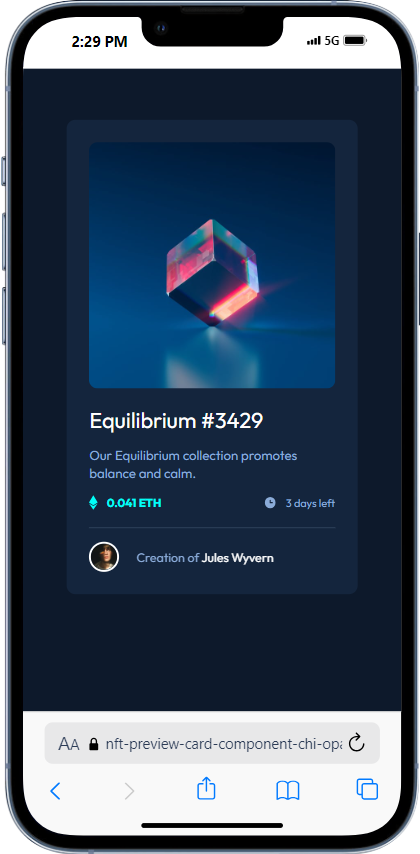 2:29 PM
5G
Equilibrium #3429
Our Equilibrium collection promotes
balance and calm.
0.041 ETH
3 days left
Creation of Jules Wyvern
AA
nft-preview-card-component-chi-opa